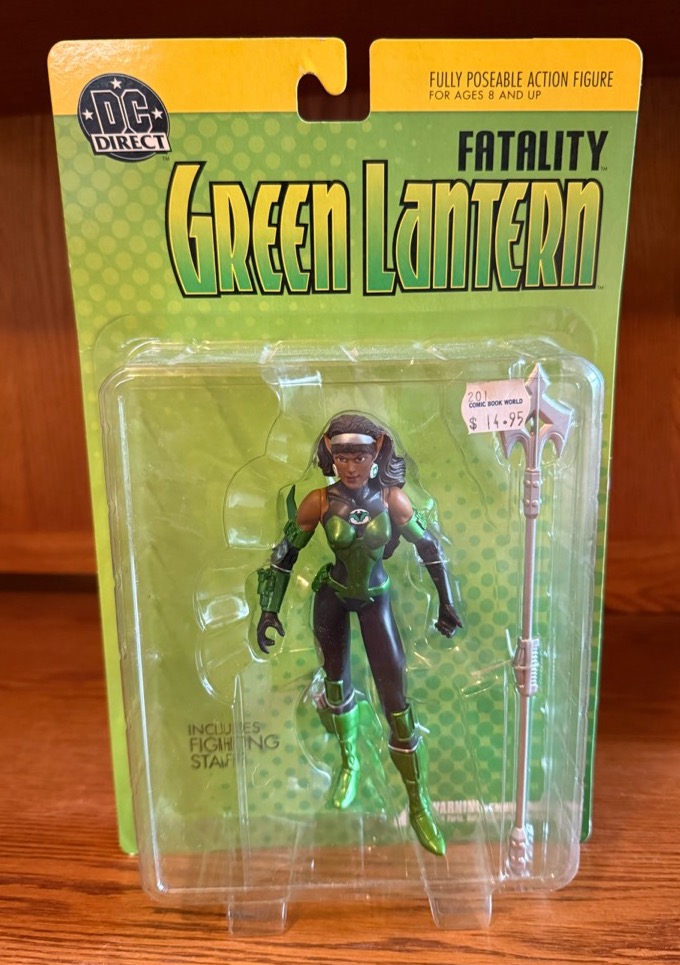 DC
DIRECT
TM
FULLY POSEABLE ACTION FIGURE
FOR AGES 8 AND UP
FATALITY
GREEN LANTERN
201
COMIC BOOK WORLD
$ 14.95
INCLUDES
FIGHTING
STAFF
WARNING